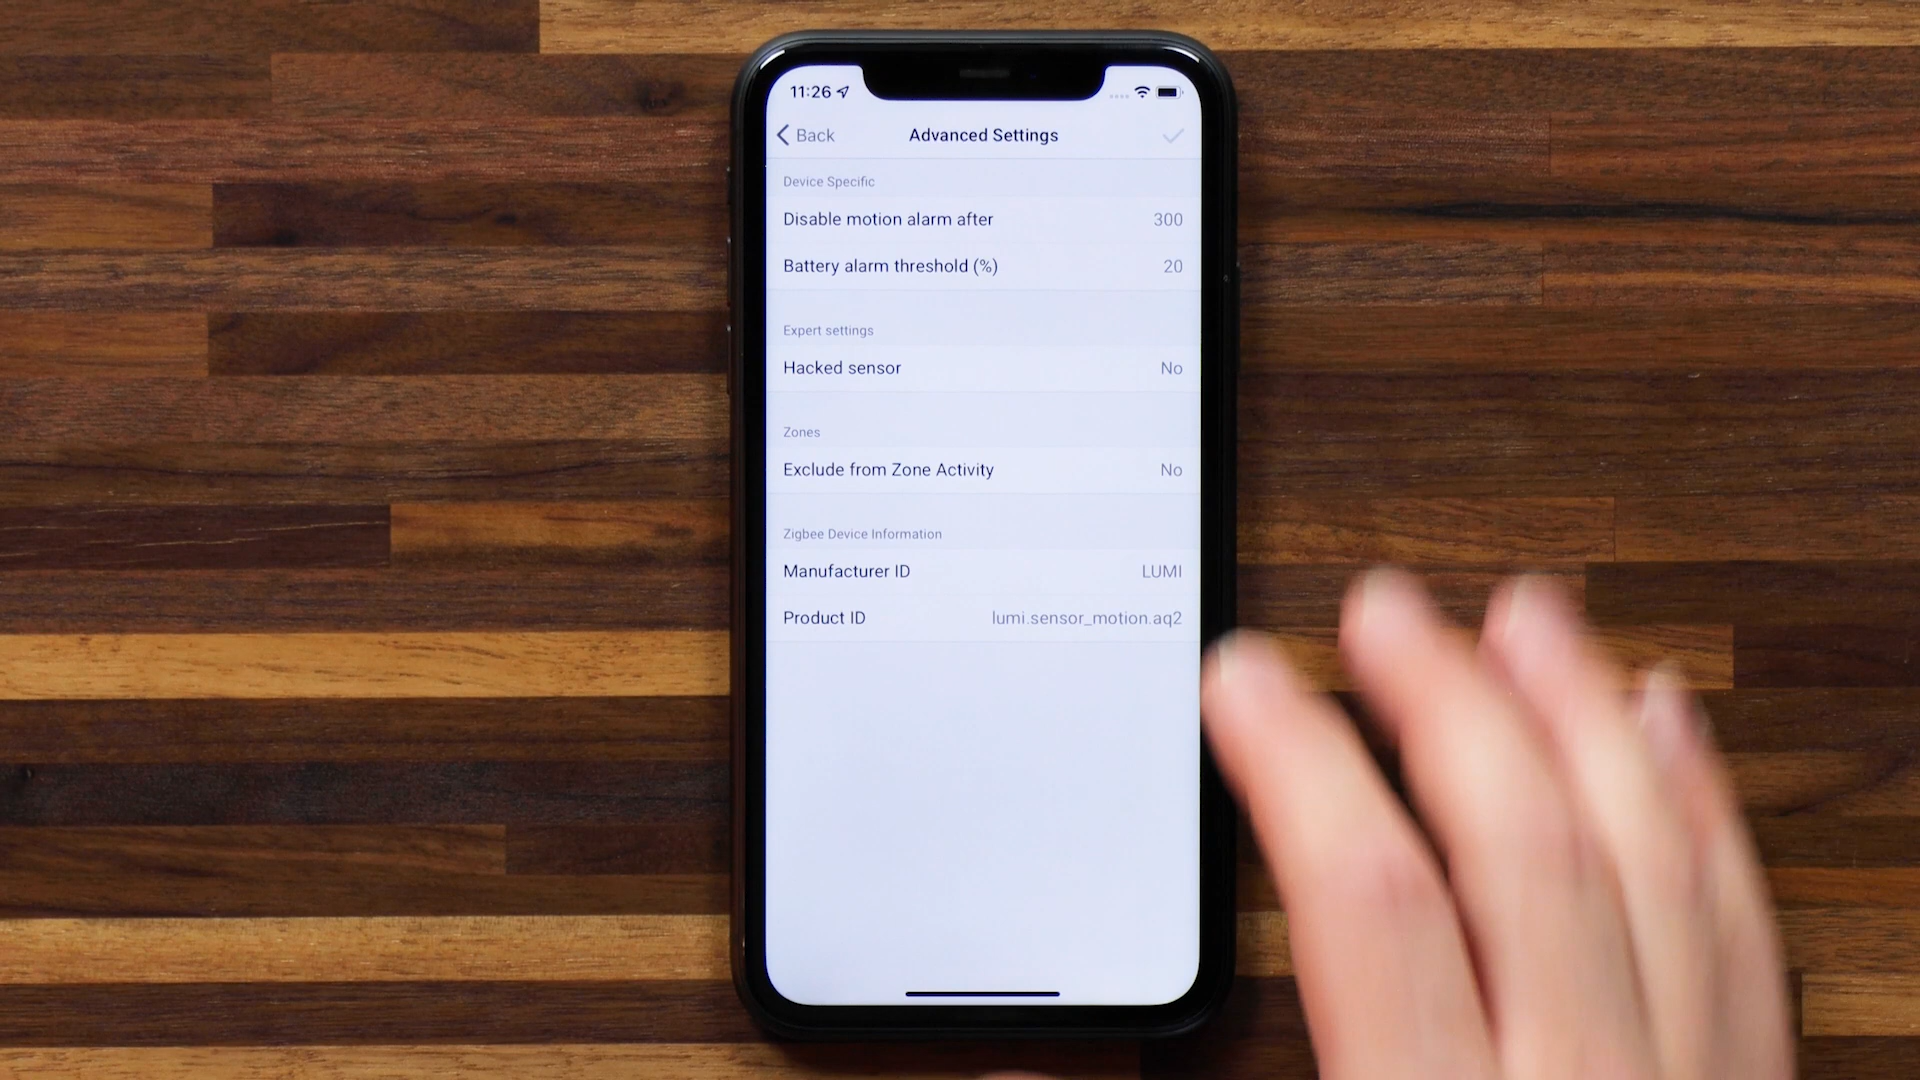 11:26
Back
Advanced Settings
Device Specific
Disable motion alarm after 300
Battery alarm threshold (%) 20
Expert settings
Hacked sensor No
Zones
Exclude from Zone Activity No
Zigbee Device Information
Manufacturer ID LUMI
Product ID lumi.sensor_motion.aq2